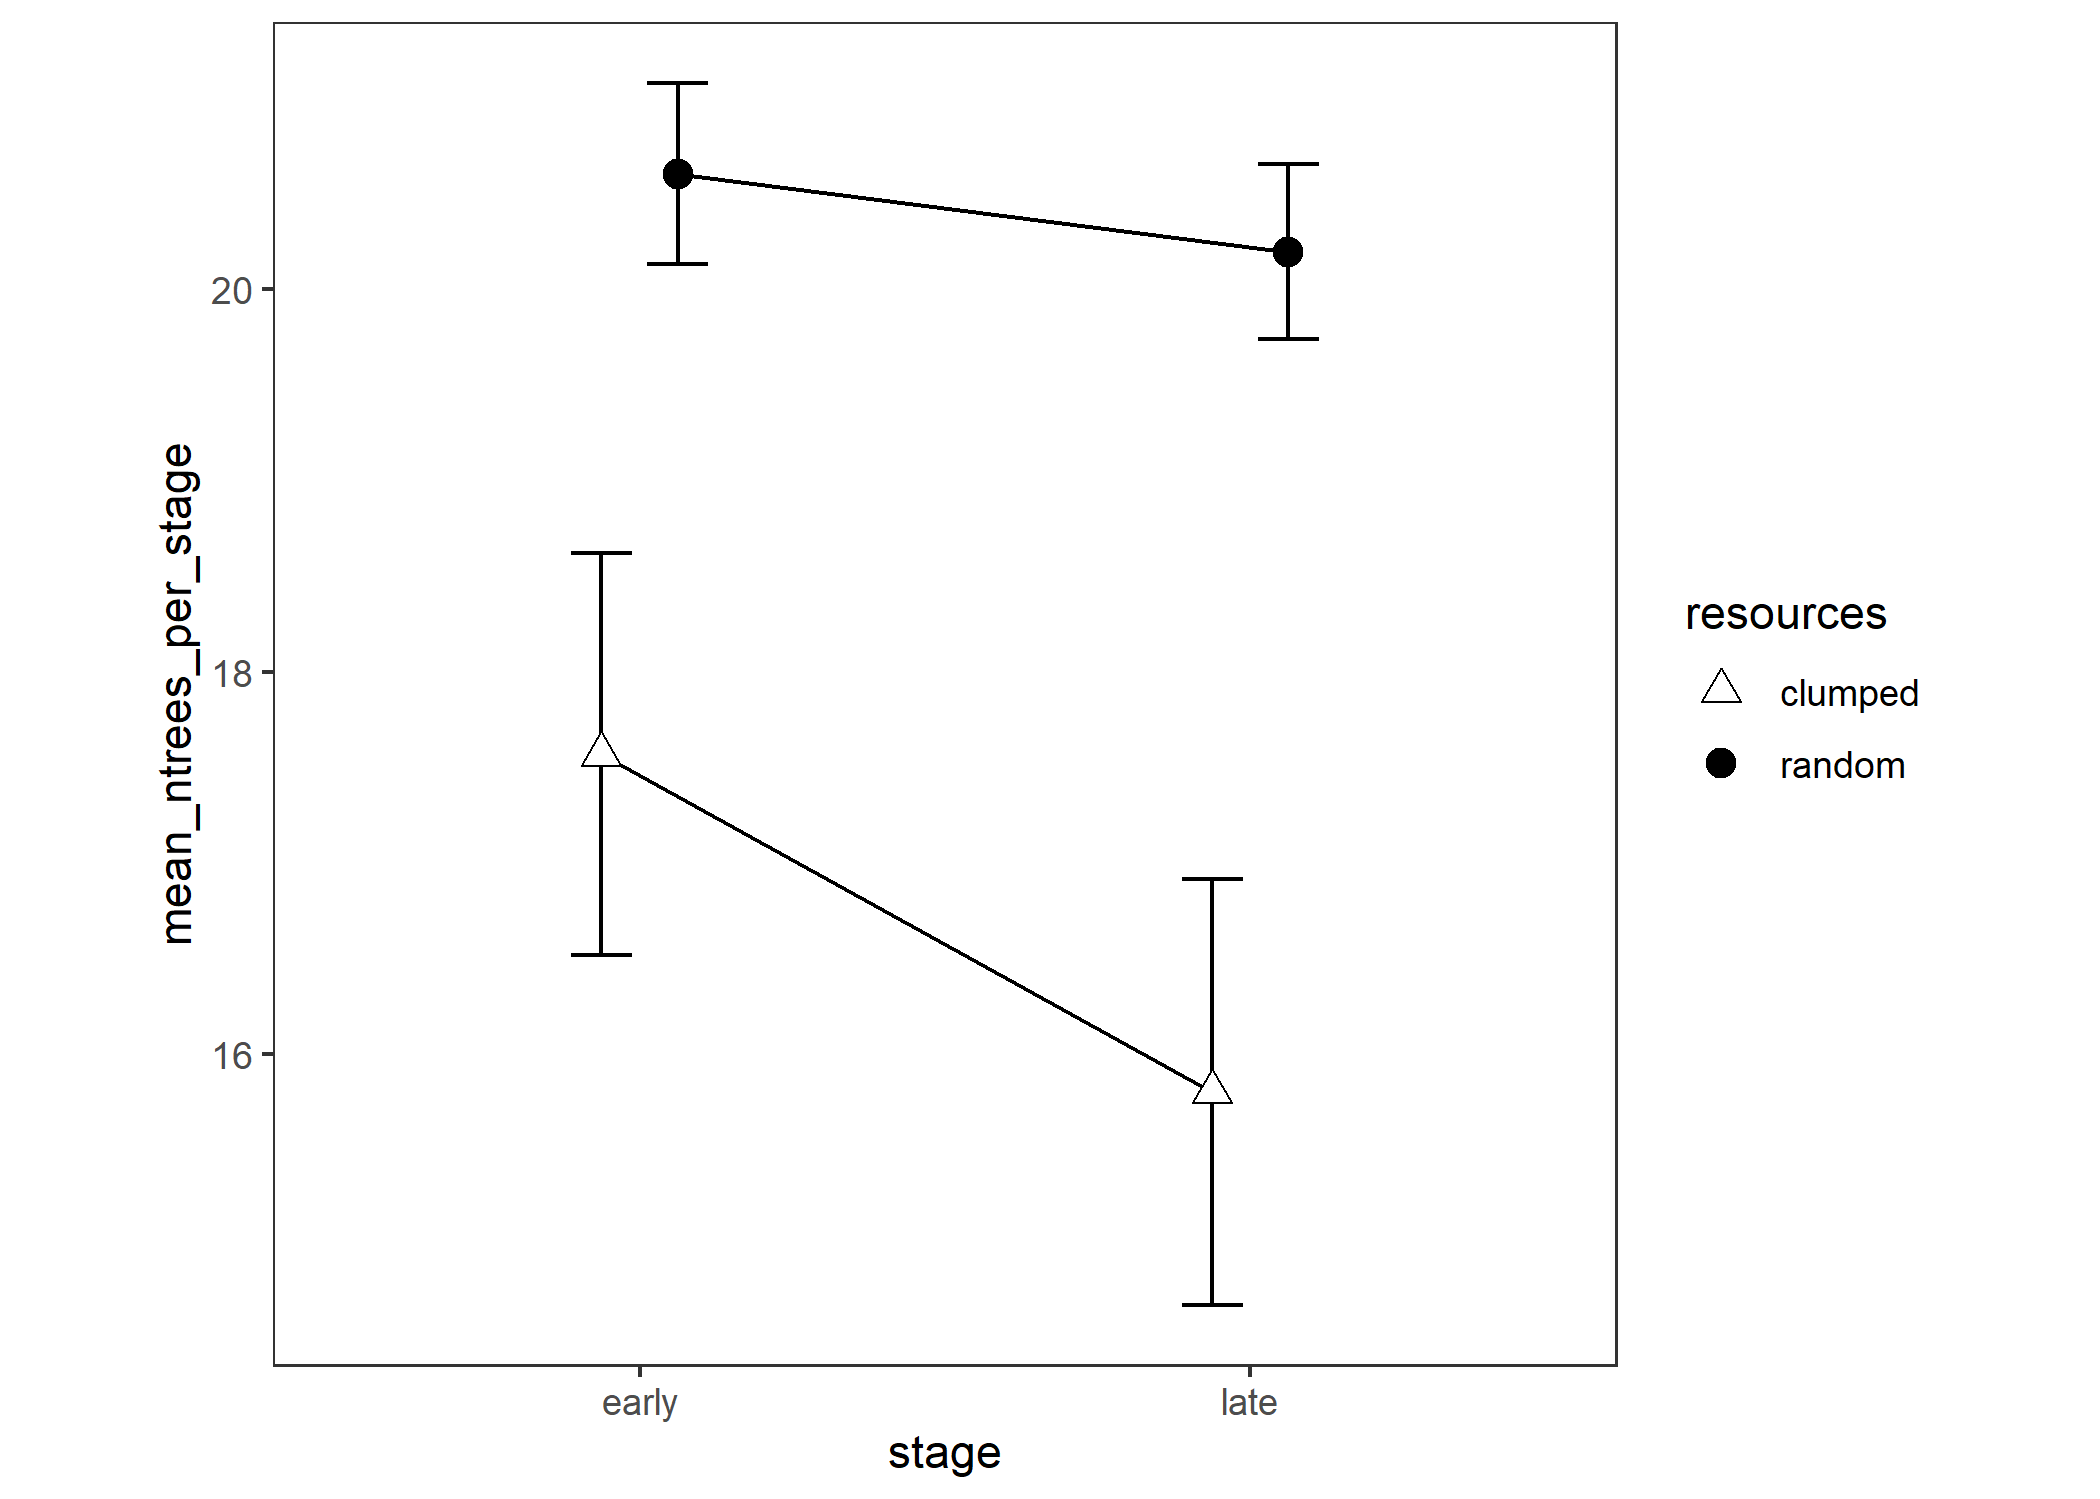 mean_ntrees_per_stage
20
18
16
early
late
stage
resources
clumped
random